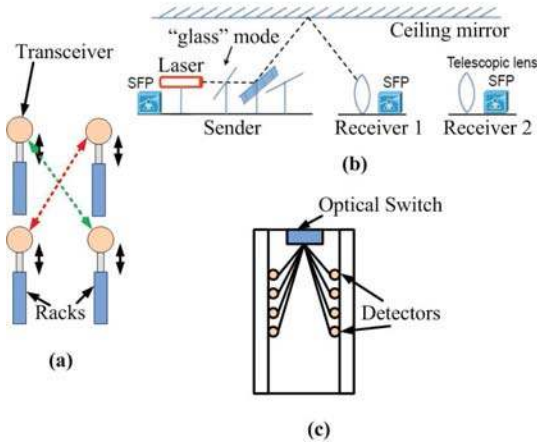 Transceiver
Racks
(a)
“glass” mode
Ceiling mirror
Laser
SFP
Sender
SFP
Receiver 1
Telescopic lens
SFP
Receiver 2
(b)
Optical Switch
Detectors
(c)